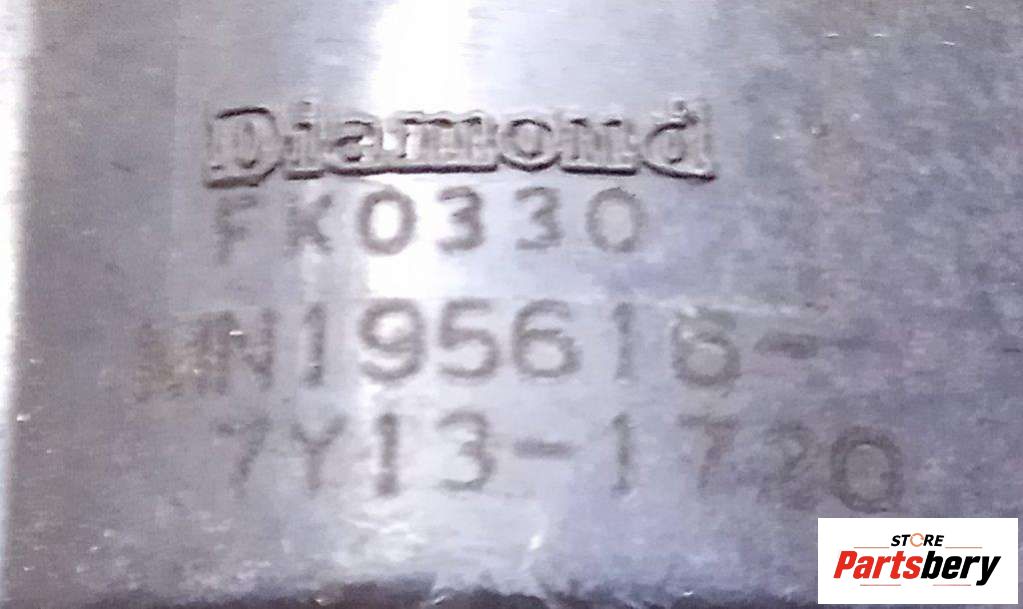 Diamond
FK0330
MN195616-
7Y13-1720
STORE
Partsbery